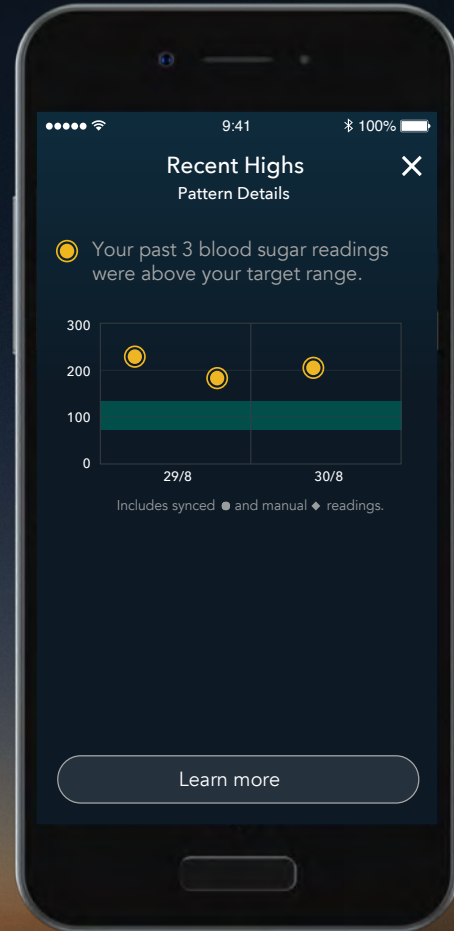 9:41
100%
Recent Highs
Pattern Details
Your past 3 blood sugar readings
were above your target range.
300
200
100
0
29/8
30/8
Includes synced ● and manual ◆ readings.
Learn more